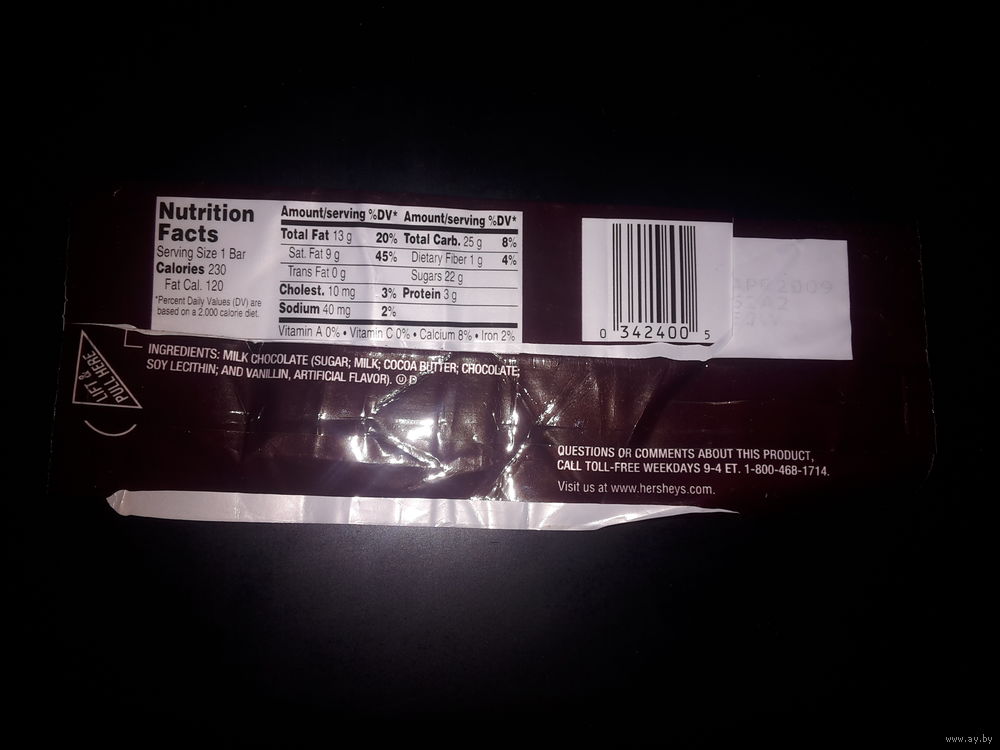 Nutrition
Facts
Serving Size 1 Bar
Calories 230
Fat Cal. 120
*Percent Daily Values (DV) are
based on a 2,000 calorie diet.
Amount/serving %DV* Amount/serving %DV*
Total Fat 13 g 20% Total Carb. 25 g 8%
Sat. Fat 9 g 45% Dietary Fiber 1 g 4%
Trans Fat 0 g Sugars 22 g
Cholest. 10 mg 3% Protein 3 g
Sodium 40 mg 2%
Vitamin A 0% • Vitamin C 0% • Calcium 8% • Iron 2%
0 342400 5
APR 2009
LIFT &
PULL HERE
INGREDIENTS: MILK CHOCOLATE (SUGAR; MILK; COCOA BUTTER; CHOCOLATE;
SOY LECITHIN; AND VANILLIN, ARTIFICIAL FLAVOR). Ⓤ D
QUESTIONS OR COMMENTS ABOUT THIS PRODUCT,
CALL TOLL-FREE WEEKDAYS 9-4 ET. 1-800-468-1714.
Visit us at www.hersheys.com.
www.ay.by